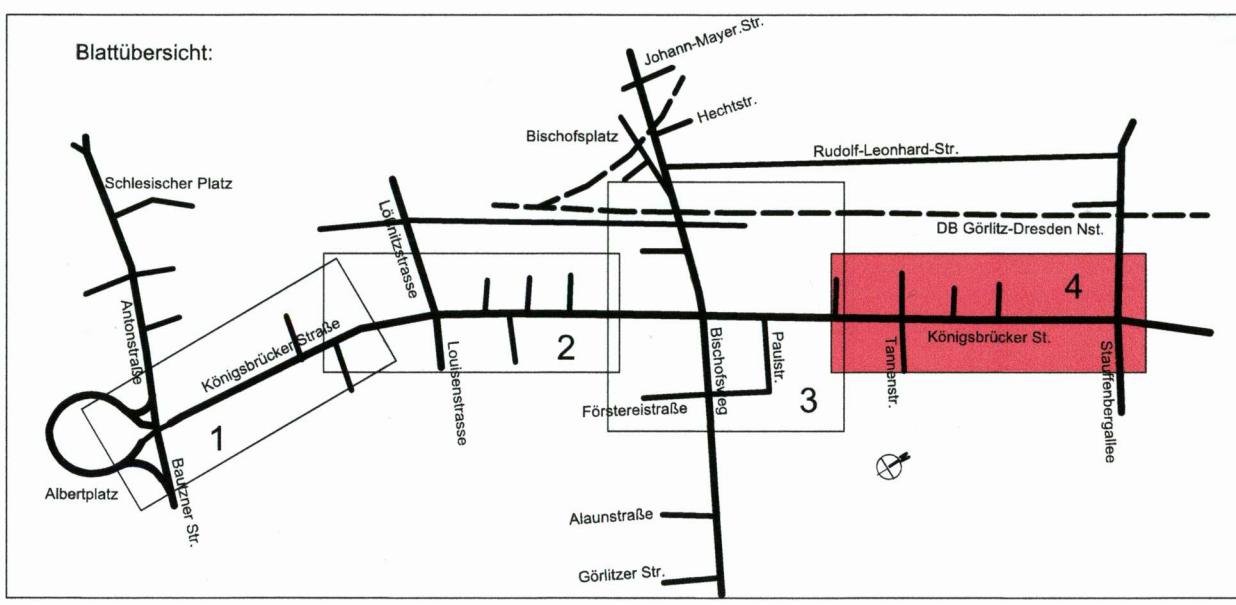 Blattübersicht:
Johann-Mayer.Str.
Hechtstr.
Bischofsplatz
Rudolf-Leonhard-Str.
Schlesischer Platz
Lößnitzstrasse
DB Görlitz-Dresden Nst.
Antonstraße
Königsbrücker Straße
4
Königsbrücker St.
2
Louisenstrasse
Bischofsweg
Paulstr.
Tannenstr.
Stauffenbergallee
3
Förstereistraße
1
Albertplatz
Bautzner Str.
Alaunstraße
Görlitzer Str.